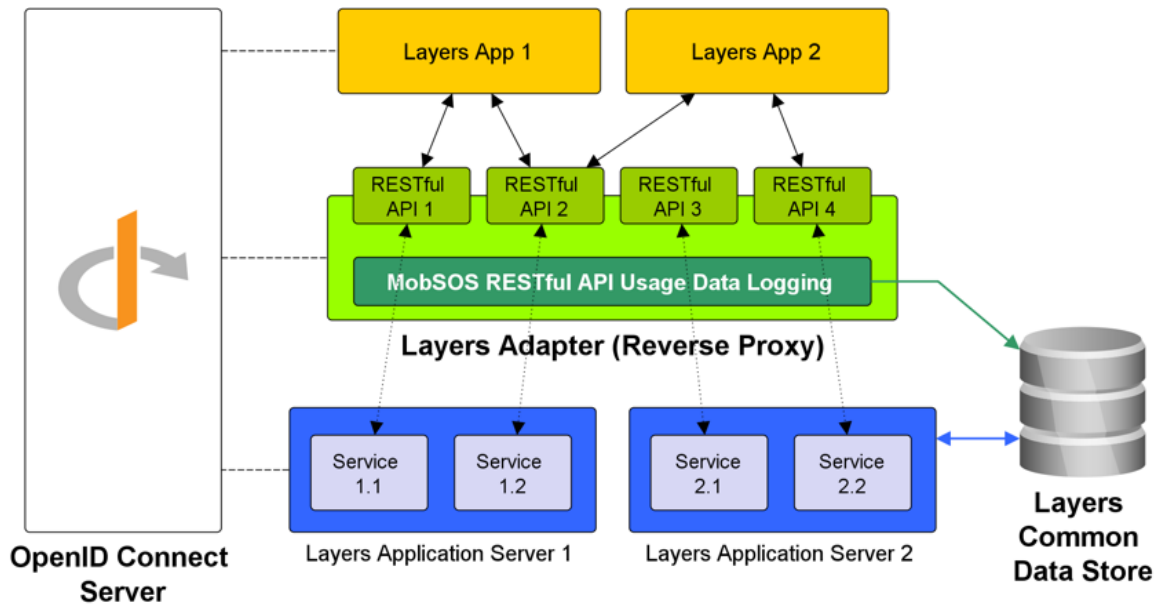 Layers App 1
Layers App 2
RESTful
API 1
RESTful
API 2
RESTful
API 3
RESTful
API 4
MobSOS RESTful API Usage Data Logging
Layers Adapter (Reverse Proxy)
Service
1.1
Service
1.2
Service
2.1
Service
2.2
Layers Application Server 1
Layers Application Server 2
OpenID Connect
Server
Layers
Common
Data Store